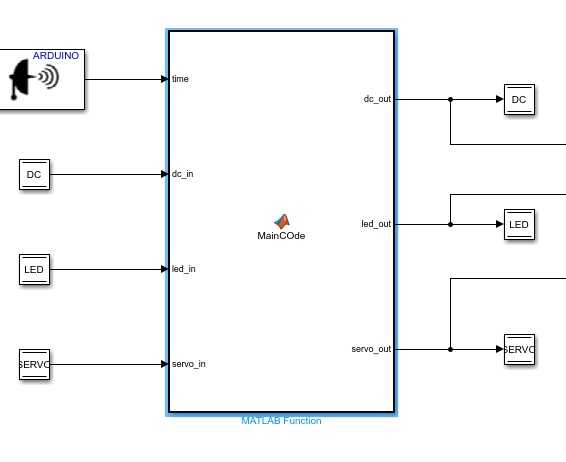 ARDUINO
time
dc_out
DC
DC
dc_in
led_out
LED
MainCOde
LED
led_in
servo_out
SERVO
SERVO
servo_in
MATLAB Function